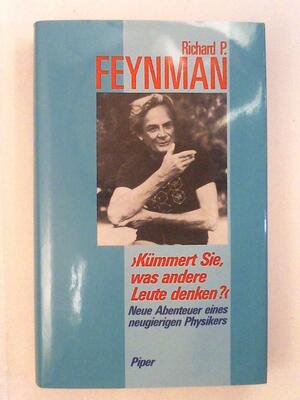 Richard P.
FEYNMAN
›Kümmert Sie,
was andere
Leute denken?‹
Neue Abenteuer eines
neugierigen Physikers
Piper